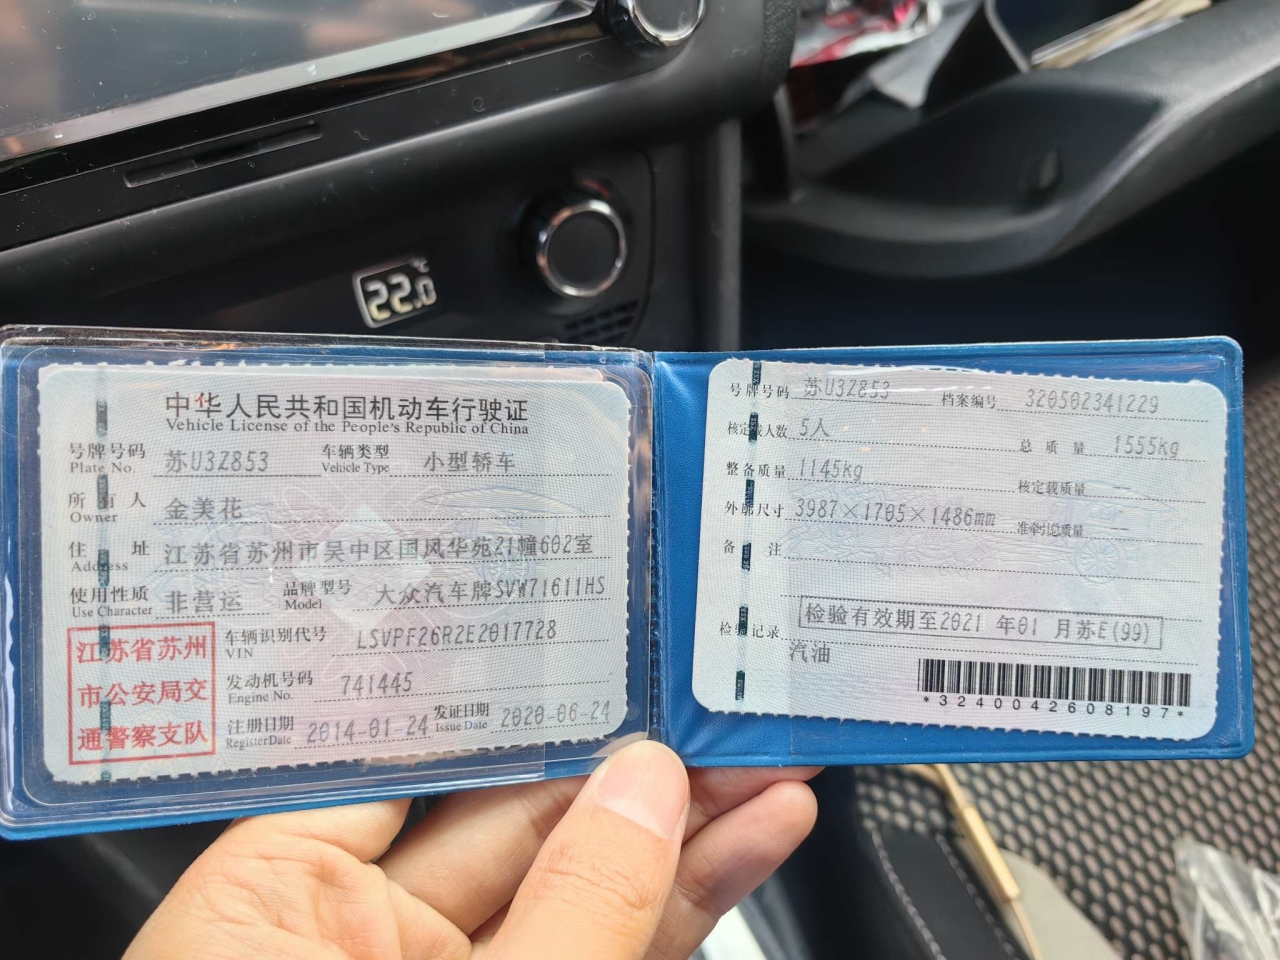 22.0
℃
中华人民共和国机动车行驶证
Vehicle License of the People's Republic of China
号牌号码 苏U3Z853 车辆类型 小型轿车
Plate No. Vehicle Type
所有人 金美花
Owner
住址 江苏省苏州市吴中区国风华苑21幢602室
Address
使用性质 非营运 品牌型号 大众汽车牌SVW71611HS
Use Character Model
江苏省苏州
市公安局交
通警察支队
车辆识别代号 LSVPF26R2E2017728
VIN
发动机号码 741445
Engine No.
注册日期 2014-01-24 发证日期 2020-06-24
Register Date Issue Date
号牌号码 苏U3Z853 档案编号 320502341229
核定载人数 5人 总质量 1555kg
整备质量 1145kg 核定载质量 --
外廓尺寸 3987×1705×1486mm 准牵引总质量 --
备注
检验有效期至2021年01月苏E(99)
检验记录
汽油
*3240042608197*